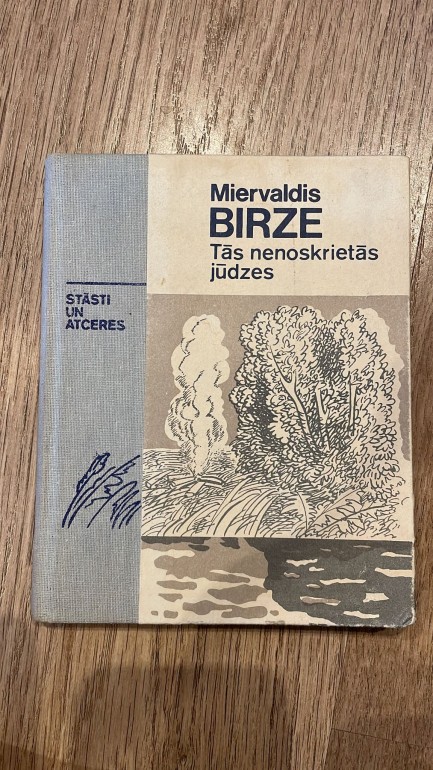 Miervaldis
BIRZE
Tās nenoskrietās
jūdzes
STĀSTI
UN
ATCERES